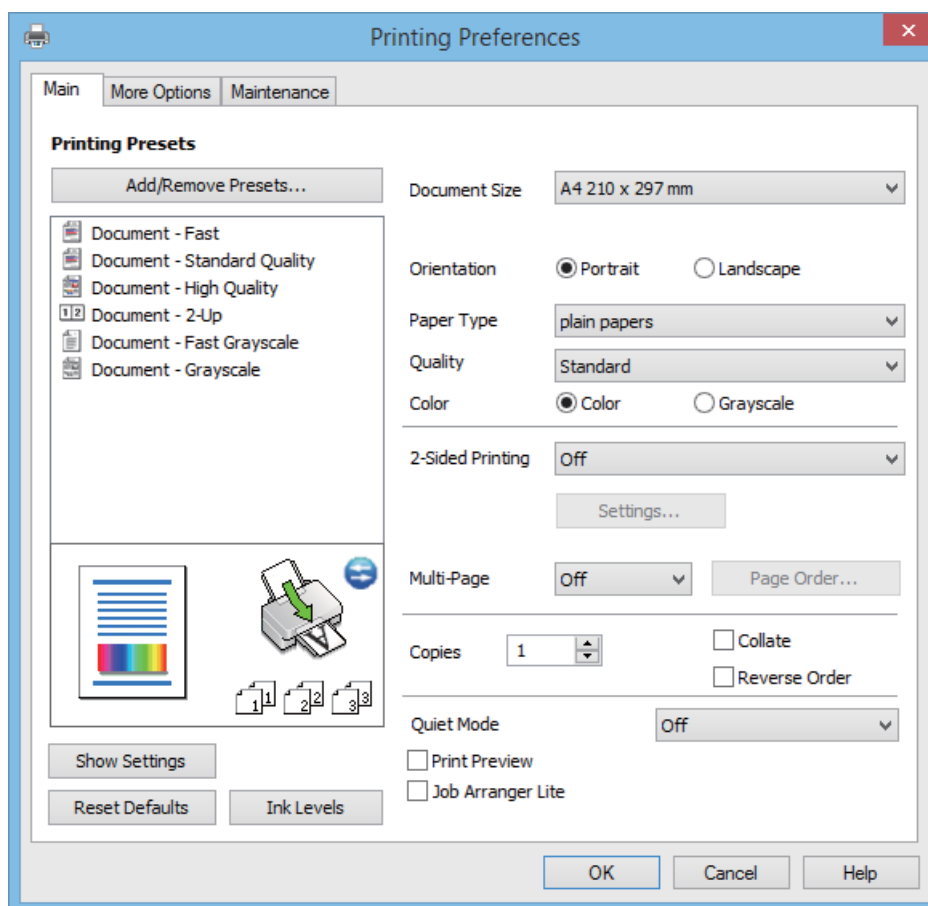 Printing Preferences
Main
More Options
Maintenance
Printing Presets
Add/Remove Presets...
Document - Fast
Document - Standard Quality
Document - High Quality
1 2 Document - 2-Up
Document - Fast Grayscale
Document - Grayscale
1 1 2 2 3 3
Show Settings
Reset Defaults
Ink Levels
Document Size
A4 210 x 297 mm
Orientation
Portrait
Landscape
Paper Type
plain papers
Quality
Standard
Color
Color
Grayscale
2-Sided Printing
Off
Settings...
Multi-Page
Off
Page Order...
Copies
1
Collate
Reverse Order
Quiet Mode
Off
Print Preview
Job Arranger Lite
OK
Cancel
Help